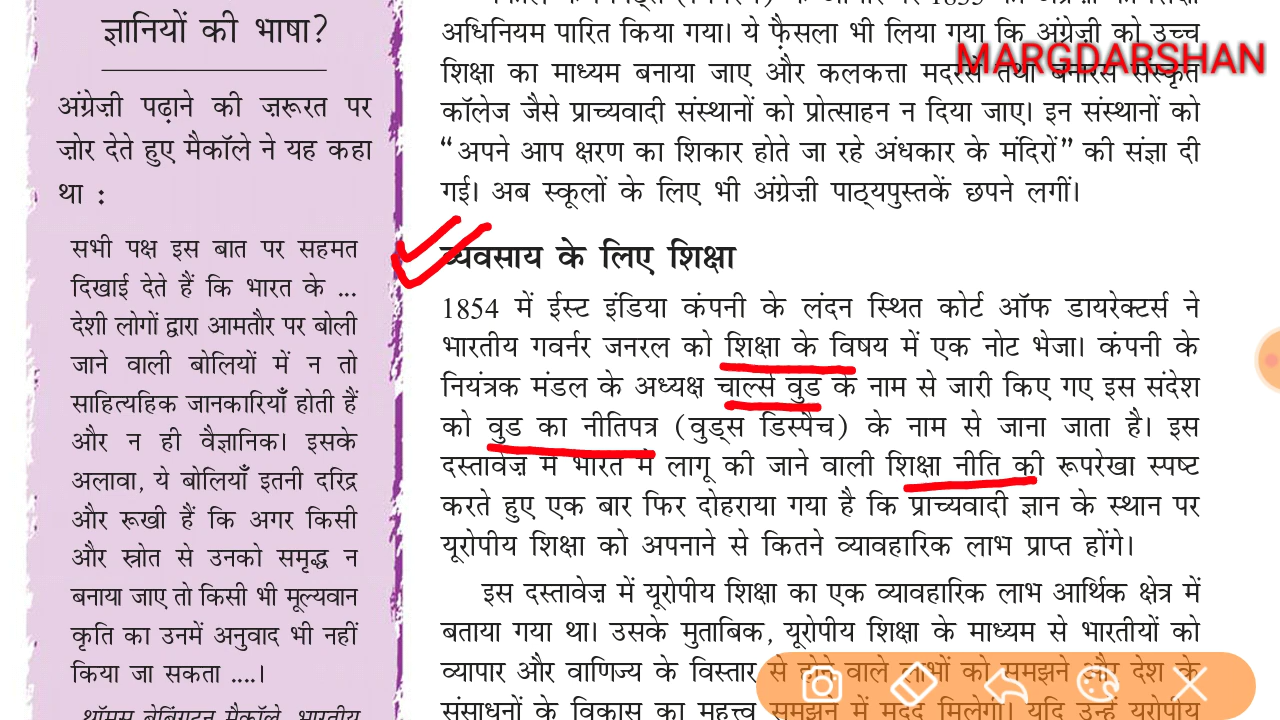 ज्ञानियों की भाषा?
अंग्रेज़ी पढ़ाने की ज़रूरत पर
ज़ोर देते हुए मैकॉले ने यह कहा
था :
सभी पक्ष इस बात पर सहमत
दिखाई देते हैं कि भारत के ...
देशी लोगों द्वारा आमतौर पर बोली
जाने वाली बोलियों में न तो
साहित्यहिक जानकारियाँ होती हैं
और न ही वैज्ञानिक। इसके
अलावा, ये बोलियाँ इतनी दरिद्र
और रूखी हैं कि अगर किसी
और स्रोत से उनको समृद्ध न
बनाया जाए तो किसी भी मूल्यवान
कृति का उनमें अनुवाद भी नहीं
किया जा सकता ....।
थॉमस बेबिंगटन मैकॉले, भारतीय
अधिनियम पारित किया गया। ये फ़ैसला भी लिया गया कि अंग्रेज़ी को उच्च
MARGDARSHAN
शिक्षा का माध्यम बनाया जाए और कलकत्ता मदरसे तथा बनारस संस्कृत
कॉलेज जैसे प्राच्यवादी संस्थानों को प्रोत्साहन न दिया जाए। इन संस्थानों को
“अपने आप क्षरण का शिकार होते जा रहे अंधकार के मंदिरों” की संज्ञा दी
गई। अब स्कूलों के लिए भी अंग्रेज़ी पाठ्यपुस्तकें छपने लगीं।
व्यवसाय के लिए शिक्षा
1854 में ईस्ट इंडिया कंपनी के लंदन स्थित कोर्ट ऑफ डायरेक्टर्स ने
भारतीय गवर्नर जनरल को शिक्षा के विषय में एक नोट भेजा। कंपनी के
नियंत्रक मंडल के अध्यक्ष चार्ल्स वुड के नाम से जारी किए गए इस संदेश
को वुड का नीतिपत्र (वुड्स डिस्पैच) के नाम से जाना जाता है। इस
दस्तावेज़ में भारत में लागू की जाने वाली शिक्षा नीति की रूपरेखा स्पष्ट
करते हुए एक बार फिर दोहराया गया है कि प्राच्यवादी ज्ञान के स्थान पर
यूरोपीय शिक्षा को अपनाने से कितने व्यावहारिक लाभ प्राप्त होंगे।
इस दस्तावेज़ में यूरोपीय शिक्षा का एक व्यावहारिक लाभ आर्थिक क्षेत्र में
बताया गया था। उसके मुताबिक, यूरोपीय शिक्षा के माध्यम से भारतीयों को
व्यापार और वाणिज्य के विस्तार से होने वाले लाभों को समझने और देश के
संसाधनों के विकास का महत्त्व समझने में मदद मिलेगी। यदि उन्हें यूरोपीय